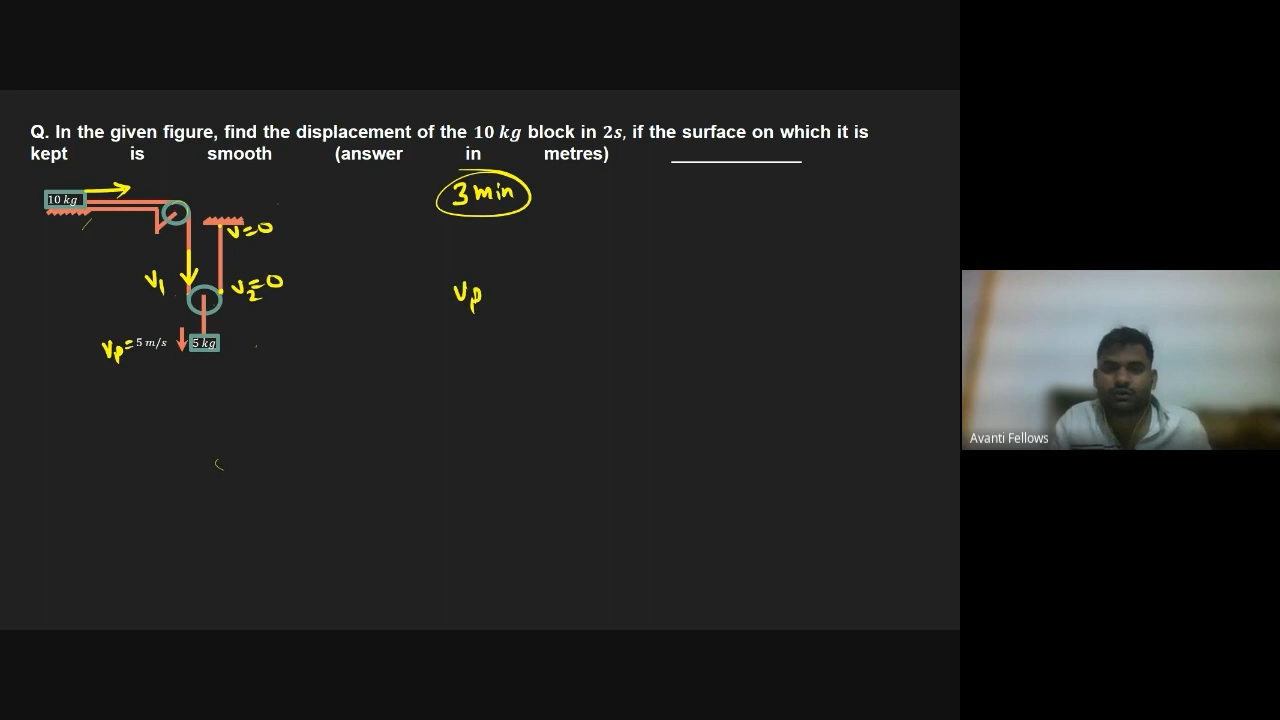 Q. In the given figure, find the displacement of the 10 kg block in 2s, if the surface on which it is
kept is smooth (answer in metres) ______________
3 min
10 kg
v=0
V1
V2=0
Vp
Vp= 5 m/s
5 kg
Avanti Fellows